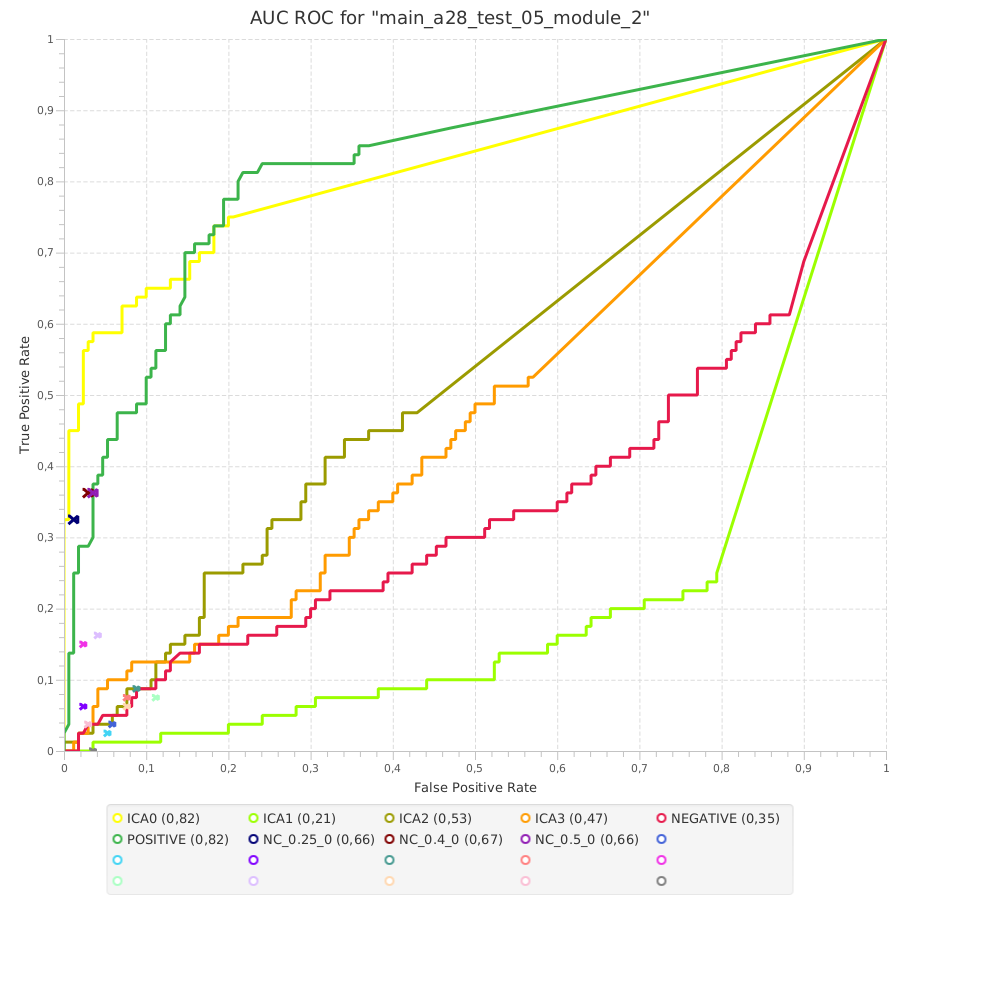 AUC ROC for "main_a28_test_05_module_2"
1
0,9
0,8
0,7
0,6
0,5
0,4
0,3
0,2
0,1
0
True Positive Rate
0 0,1 0,2 0,3 0,4 0,5 0,6 0,7 0,8 0,9 1
False Positive Rate
ICA0 (0,82) ICA1 (0,21) ICA2 (0,53) ICA3 (0,47) NEGATIVE (0,35)
POSITIVE (0,82) NC_0.25_0 (0,66) NC_0.4_0 (0,67) NC_0.5_0 (0,66)